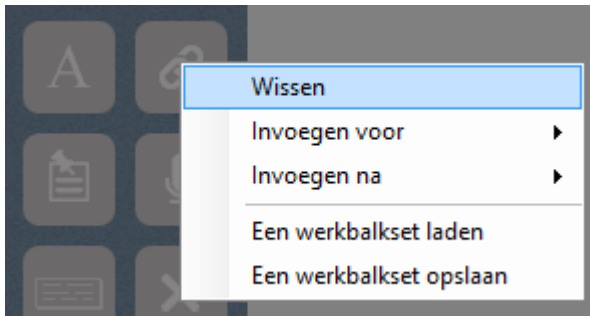 A
Wissen
Invoegen voor
Invoegen na
Een werkbalkset laden
Een werkbalkset opslaan